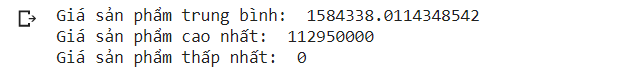 Giá sản phẩm trung bình:  1584338.0114348542
Giá sản phẩm cao nhất:  112950000
Giá sản phẩm thấp nhất:  0